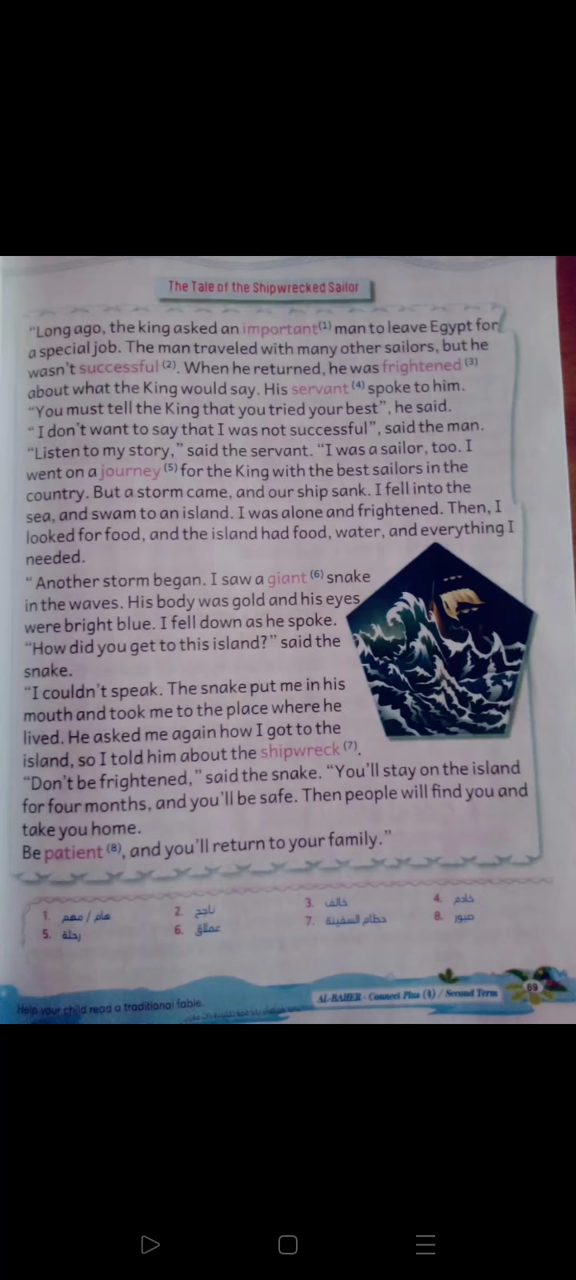 The Tale of the Shipwrecked Sailor
"Long ago, the king asked an important(1) man to leave Egypt for
a special job. The man traveled with many other sailors, but he
wasn't successful (2). When he returned, he was frightened (3)
about what the King would say. His servant (4) spoke to him.
"You must tell the King that you tried your best", he said.
" I don't want to say that I was not successful", said the man.
"Listen to my story," said the servant. "I was a sailor, too. I
went on a journey (5) for the King with the best sailors in the
country. But a storm came, and our ship sank. I fell into the
sea, and swam to an island. I was alone and frightened. Then, I
looked for food, and the island had food, water, and everything I
needed.
" Another storm began. I saw a giant (6) snake
in the waves. His body was gold and his eyes
were bright blue. I fell down as he spoke.
"How did you get to this island?" said the
snake.
"I couldn't speak. The snake put me in his
mouth and took me to the place where he
lived. He asked me again how I got to the
island, so I told him about the shipwreck (7).
"Don't be frightened," said the snake. "You'll stay on the island
for four months, and you'll be safe. Then people will find you and
take you home.
Be patient (8), and you'll return to your family."
1. هام / مهم 2. ناجح 3. خائف 4. خادم
5. رحلة 6. عملاق 7. حطام السفينة 8. صبور
Help your child read a traditional fable.
AL-BAHER - Connect Plus (4) / Second Term
69